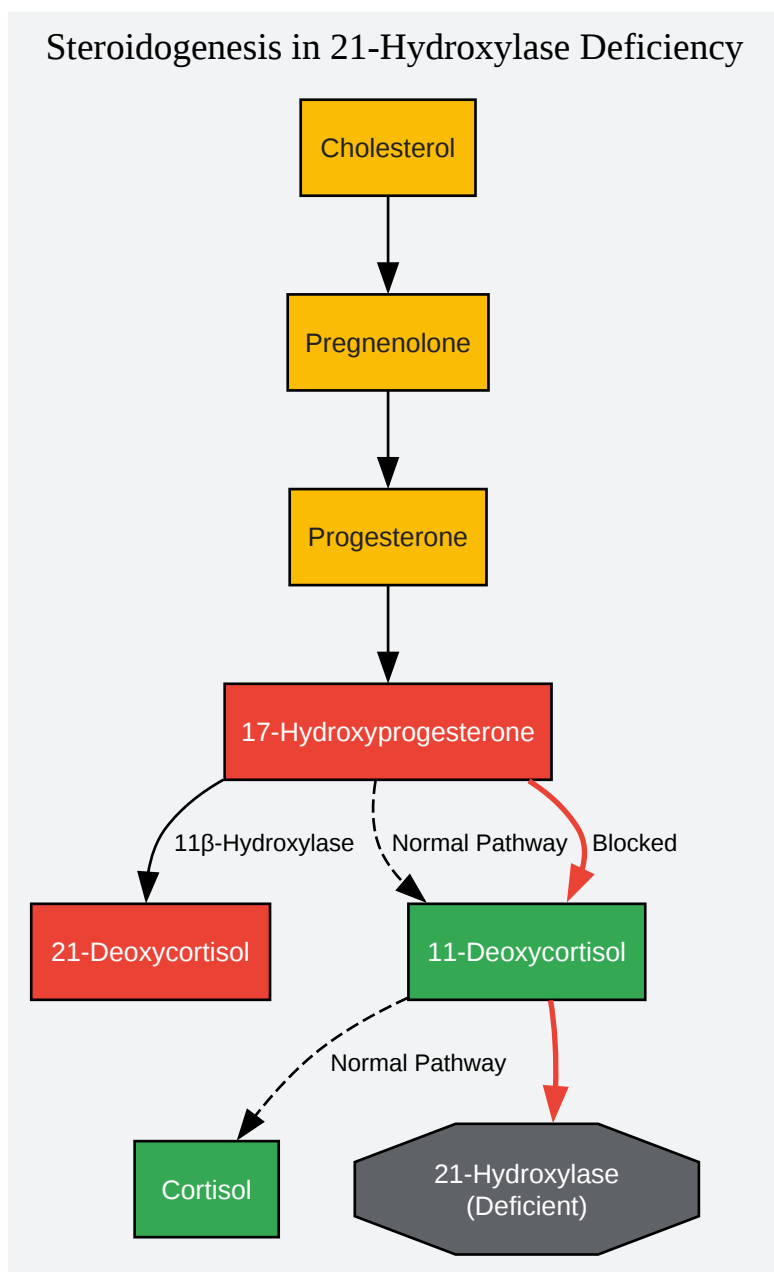 Steroidogenesis in 21-Hydroxylase Deficiency
Cholesterol
Pregnenolone
Progesterone
17-Hydroxyprogesterone
11β-Hydroxylase
Normal Pathway
Blocked
21-Deoxycortisol
11-Deoxycortisol
Normal Pathway
Cortisol
21-Hydroxylase
(Deficient)